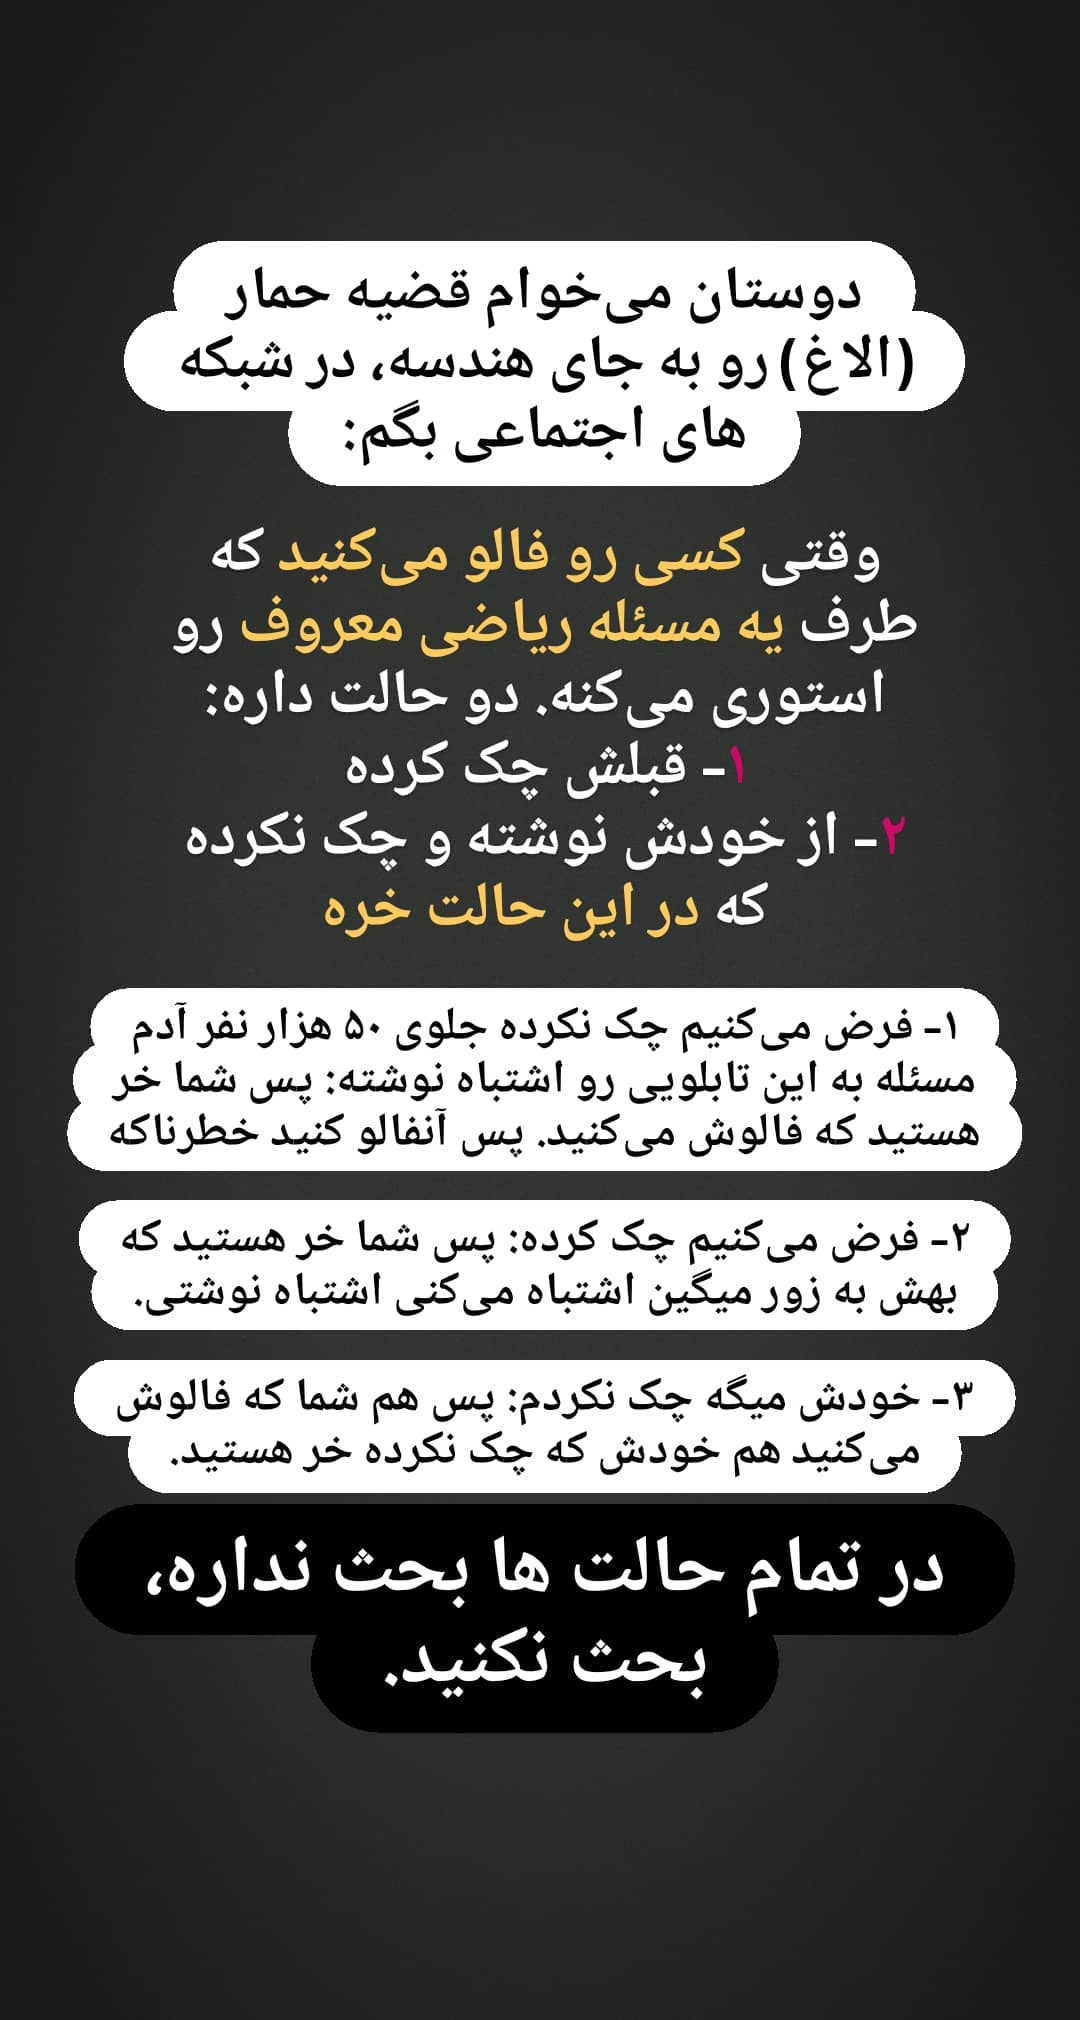 دوستان می‌خوام قضیه حمار
(الاغ) رو به جای هندسه، در شبکه
های اجتماعی بگم:
وقتی کسی رو فالو می‌کنید که
طرف یه مسئله ریاضی معروف رو
استوری می‌کنه. دو حالت داره:
۱- قبلش چک کرده
۲- از خودش نوشته و چک نکرده
که در این حالت خره
۱- فرض می‌کنیم چک نکرده جلوی ۵۰ هزار نفر آدم
مسئله به این تابلویی رو اشتباه نوشته: پس شما خر
هستید که فالوش می‌کنید. پس آنفالو کنید خطرناکه
۲- فرض می‌کنیم چک کرده: پس شما خر هستید که
بهش به زور میگین اشتباه می‌کنی اشتباه نوشتی.
۳- خودش میگه چک نکردم: پس هم شما که فالوش
می‌کنید هم خودش که چک نکرده خر هستید.
در تمام حالت ها بحث نداره،
بحث نکنید.